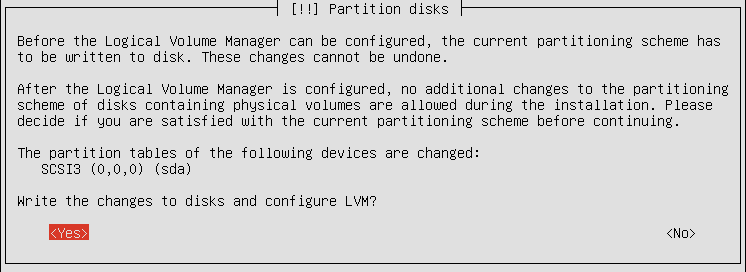 [!!] Partition disks
Before the Logical Volume Manager can be configured, the current partitioning scheme has
to be written to disk. These changes cannot be undone.
After the Logical Volume Manager is configured, no additional changes to the partitioning
scheme of disks containing physical volumes are allowed during the installation. Please
decide if you are satisfied with the current partitioning scheme before continuing.
The partition tables of the following devices are changed:
SCSI3 (0,0,0) (sda)
Write the changes to disks and configure LVM?
<Yes> <No>